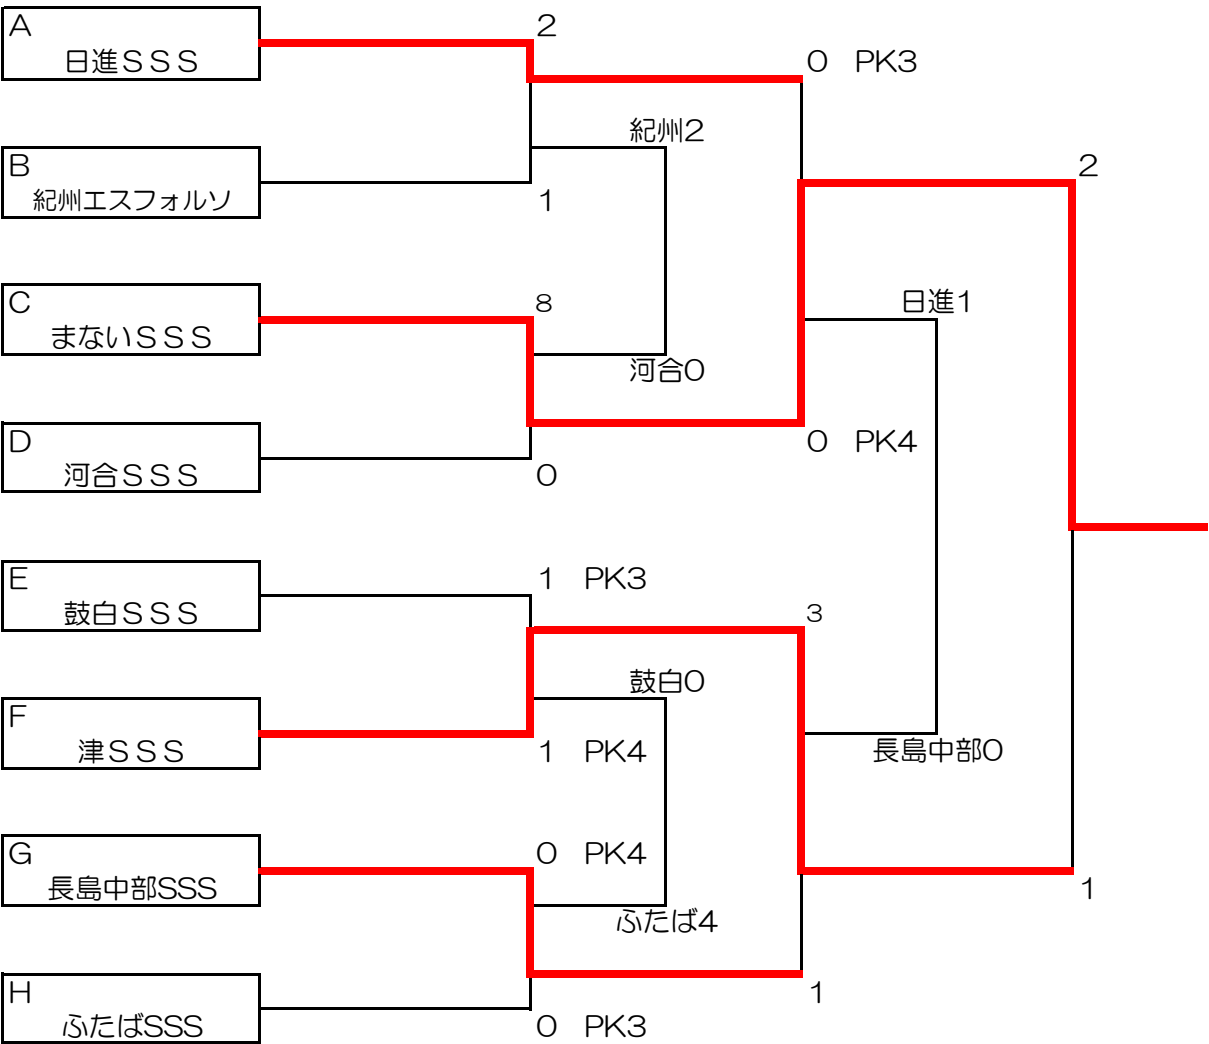 A
日進ＳＳＳ
2
0 PK3
紀州2
B
紀州エスフォルソ
1
2
C
まないＳＳＳ
8
河合0
日進1
D
河合ＳＳＳ
0
0 PK4
E
鼓白ＳＳＳ
1 PK3
3
鼓白0
F
津ＳＳＳ
1 PK4
長島中部0
G
長島中部SSS
0 PK4
ふたば4
1
H
ふたばSSS
0 PK3
1